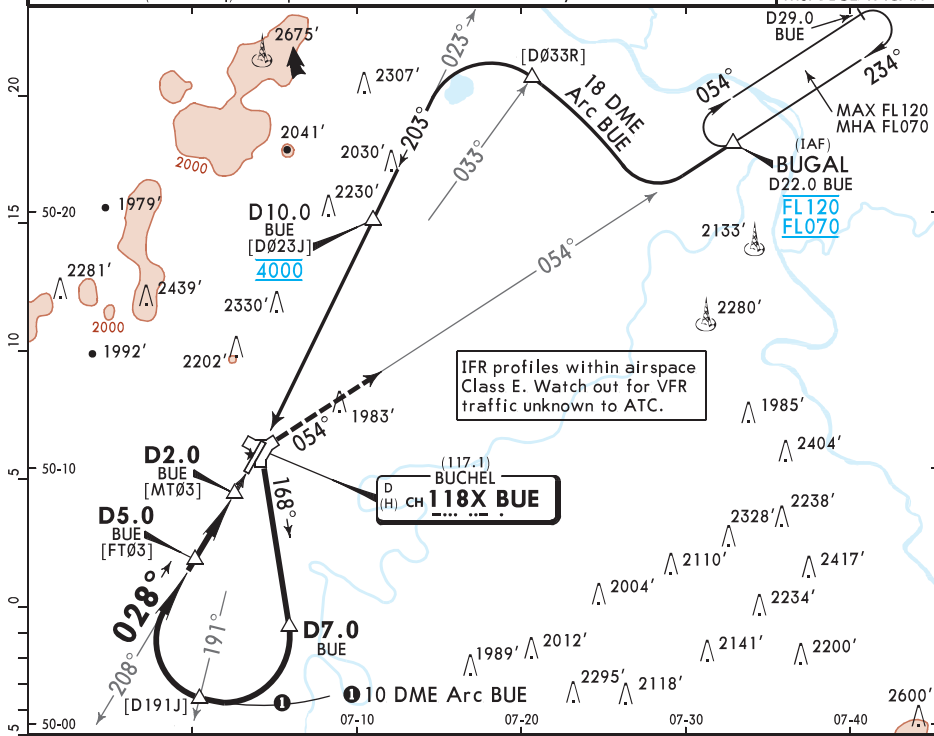 D29.0
BUE
2675'
023°
[DØ33R]
20
2307'
18 DME
Arc BUE
054°
234°
MAX FL120
MHA FL070
203°
2041'
2030'
033°
2000
(IAF)
BUGAL
D22.0 BUE
FL120
FL070
1979'
2230'
15
50-20
D10.0
BUE
[DØ23J]
4000
2133'
054°
2281'
2439'
2330'
2280'
2000
10
1992'
2202'
IFR profiles within airspace
Class E. Watch out for VFR
traffic unknown to ATC.
1983'
054°
1985'
2404'
5
50-10
D2.0
BUE
[MTØ3]
(117.1)
BUCHEL
D
(H) CH 118X BUE
168°
D5.0
BUE
[FTØ3]
2238'
2328'
2110'
2417'
2004'
2234'
0
028°
191°
D7.0
BUE
2012'
2141'
2200'
1989'
208°
2295'
2118'
[D191J]
1
1 10 DME Arc BUE
2600'
5
50-00
07-10
07-20
07-30
07-40